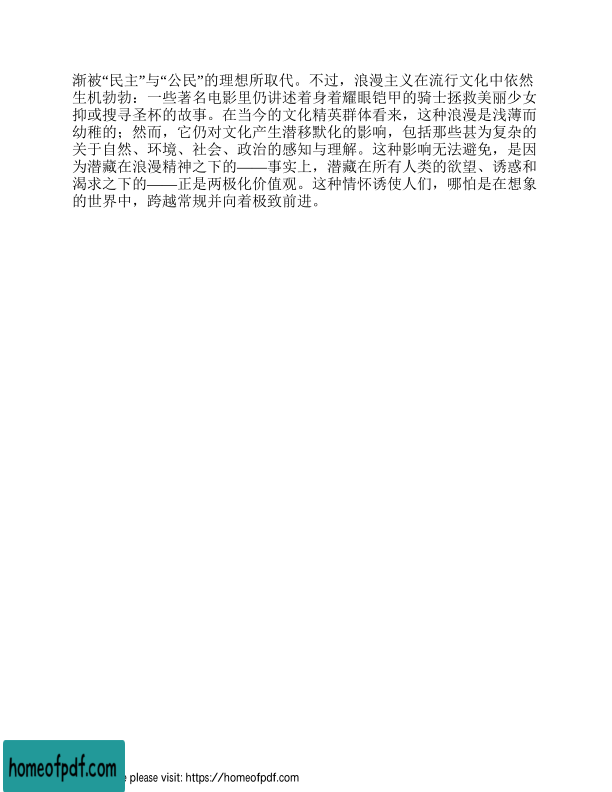 渐被“民主”与“公民”的理想所取代。不过，浪漫主义在流行文化中依然
生机勃勃：一些著名电影里仍讲述着身着耀眼铠甲的骑士拯救美丽少女
抑或搜寻圣杯的故事。在当今的文化精英群体看来，这种浪漫是浅薄而
幼稚的；然而，它仍对文化产生潜移默化的影响，包括那些甚为复杂的
关于自然、环境、社会、政治的感知与理解。这种影响无法避免，是因
为潜藏在浪漫精神之下的——事实上，潜藏在所有人类的欲望、诱惑和
渴求之下的——正是两极化价值观。这种情怀诱使人们，哪怕是在想象
的世界中，跨越常规并向着极致前进。
homeofpdf.com
please visit: https://homeofpdf.com